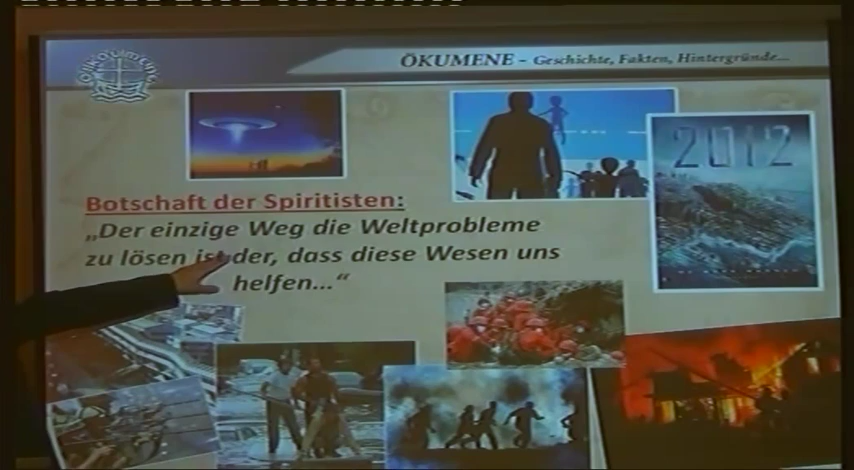 ÖKUMENE – Geschichte, Fakten, Hintergründe...
Botschaft der Spiritisten:
„Der einzige Weg die Weltprobleme
zu lösen ist der, dass diese Wesen uns
helfen...“
2012